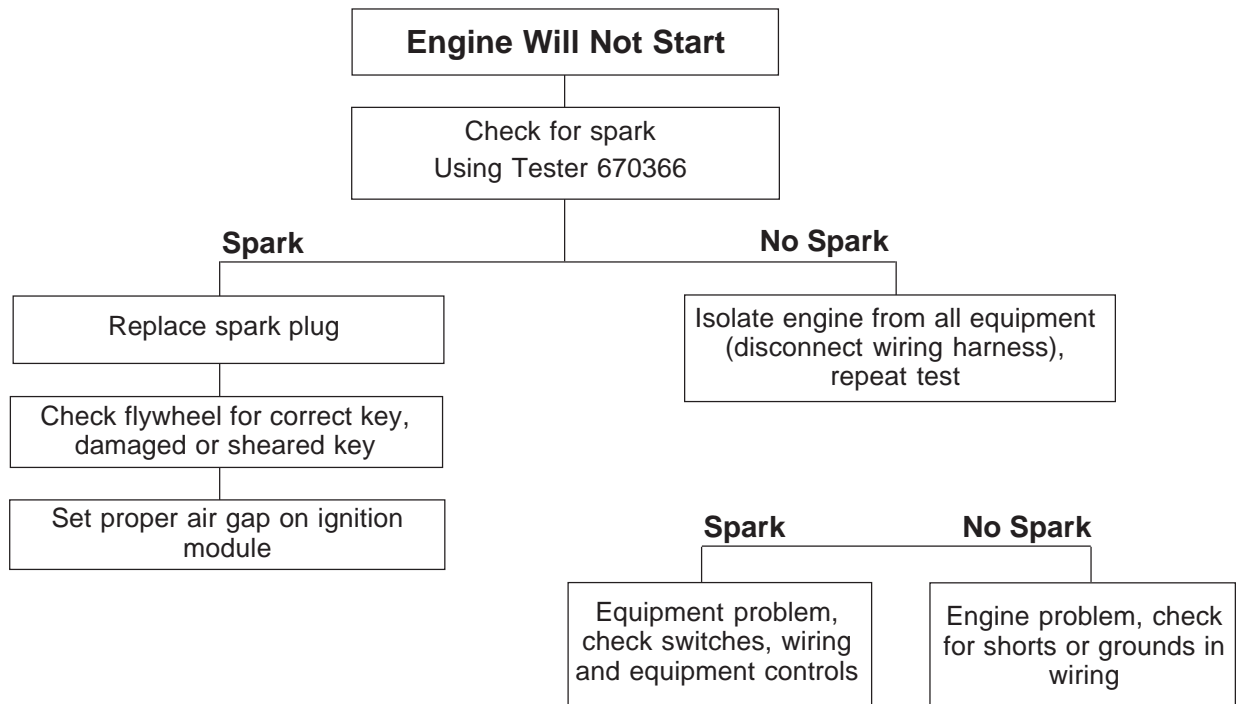 Engine Will Not Start
Check for spark
Using Tester 670366
Spark
No Spark
Replace spark plug
Isolate engine from all equipment
(disconnect wiring harness),
repeat test
Check flywheel for correct key,
damaged or sheared key
Set proper air gap on ignition
module
Spark
No Spark
Equipment problem,
check switches, wiring
and equipment controls
Engine problem, check
for shorts or grounds in
wiring